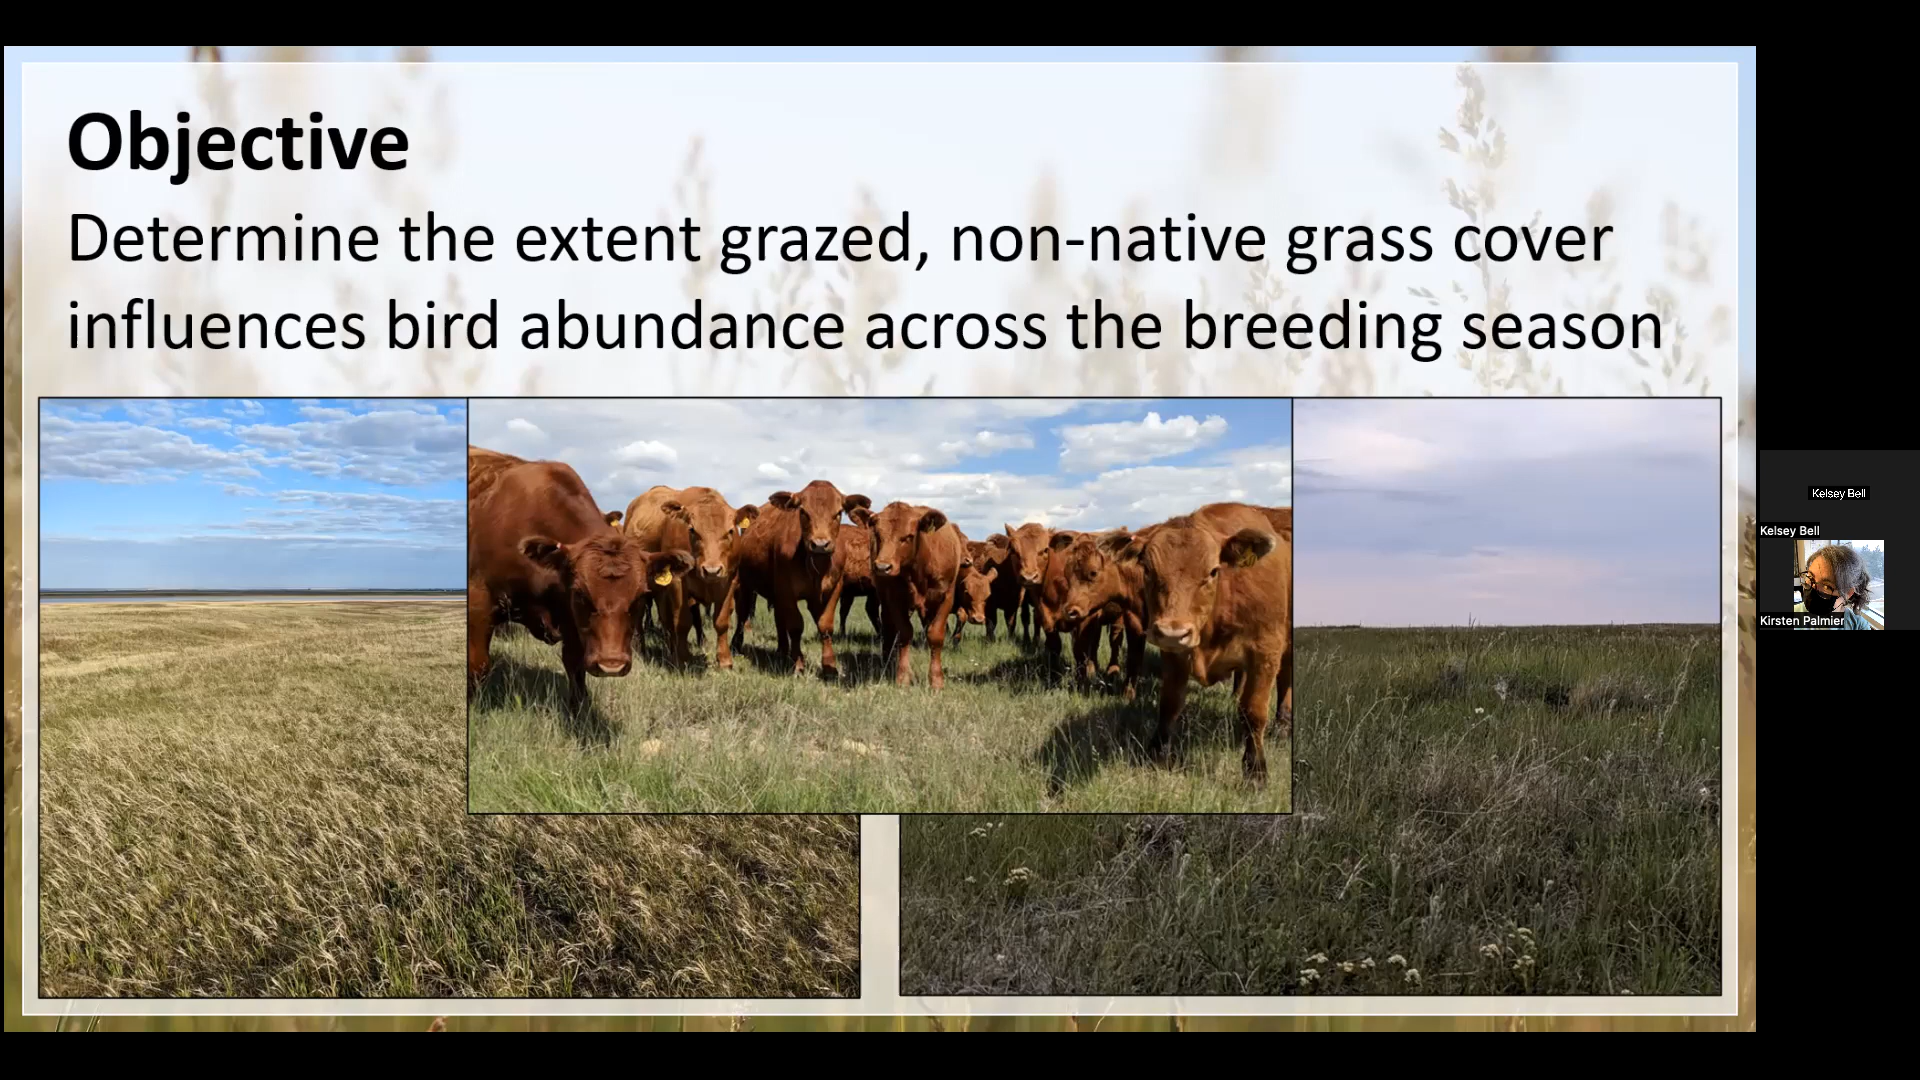 Objective
Determine the extent grazed, non-native grass cover
influences bird abundance across the breeding season
Kelsey Bell
Kelsey Bell
Kirsten Palmier